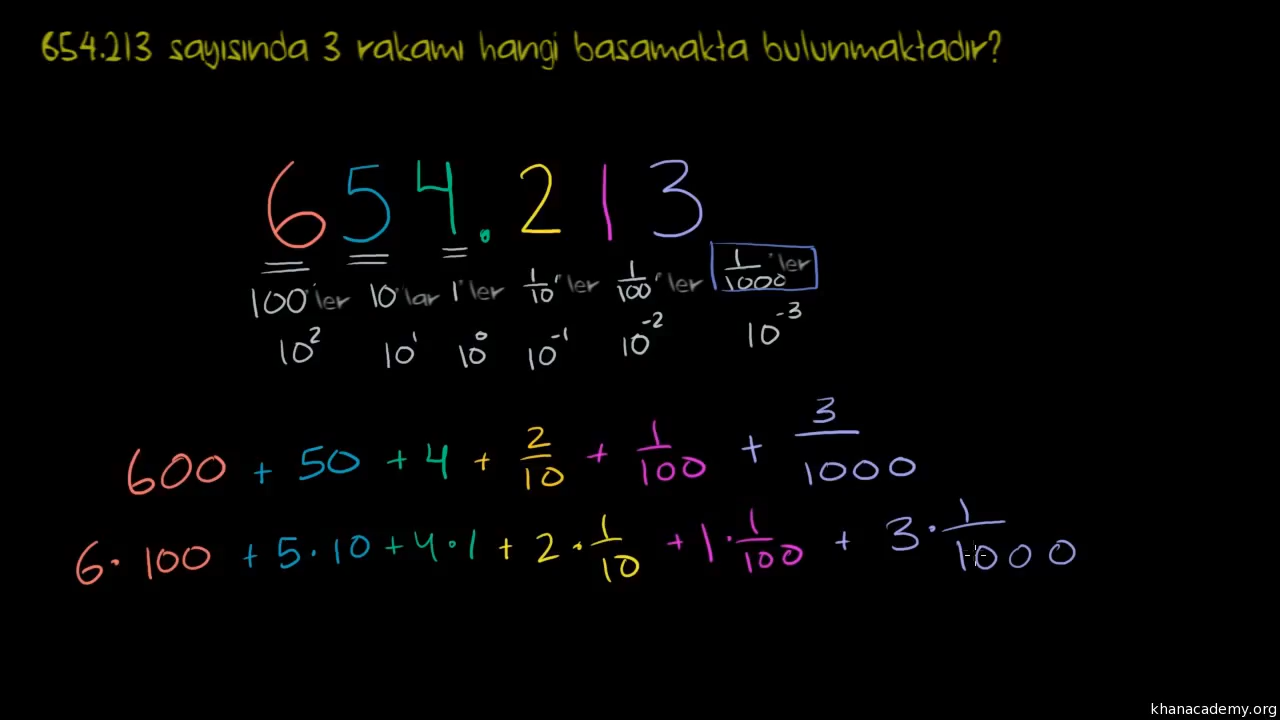 654.213 sayısında 3 rakamı hangi basamakta bulunmaktadır?
654.213
100'ler 10'lar 1'ler 1/10'ler 1/100'ler 1/1000'ler
10² 10¹ 10⁰ 10⁻¹ 10⁻² 10⁻³
600 + 50 + 4 + 2/10 + 1/100 + 3/1000
6·100 + 5·10 + 4·1 + 2·1/10 + 1·1/100 + 3·1/1000
khanacademy.org